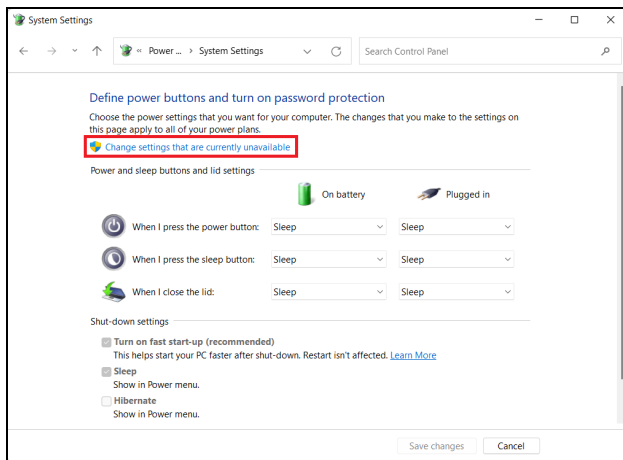 System Settings
« Power ... › System Settings
Search Control Panel
Define power buttons and turn on password protection
Choose the power settings that you want for your computer. The changes that you make to the settings on
this page apply to all of your power plans.
Change settings that are currently unavailable
Power and sleep buttons and lid settings
On battery Plugged in
When I press the power button: Sleep Sleep
When I press the sleep button: Sleep Sleep
When I close the lid: Sleep Sleep
Shut-down settings
Turn on fast start-up (recommended)
This helps start your PC faster after shut-down. Restart isn't affected. Learn More
Sleep
Show in Power menu.
Hibernate
Show in Power menu.
Save changes Cancel